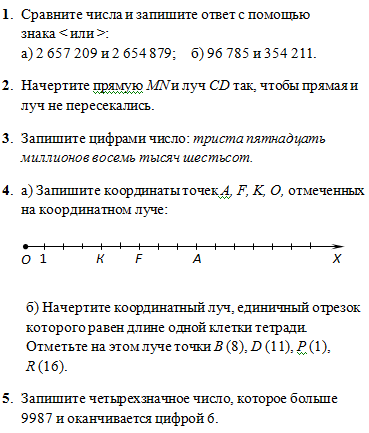 1. Сравните числа и запишите ответ с помощью
знака < или >:
а) 2 657 209 и 2 654 879; б) 96 785 и 354 211.
2. Начертите прямую MN и луч CD так, чтобы прямая и
луч не пересекались.
3. Запишите цифрами число: триста пятнадцать
миллионов восемь тысяч шестьсот.
4. а) Запишите координаты точек A, F, K, O, отмеченных
на координатном луче:
O 1 K F A X
б) Начертите координатный луч, единичный отрезок
которого равен длине одной клетки тетради.
Отметьте на этом луче точки B (8), D (11), P (1),
R (16).
5. Запишите четырехзначное число, которое больше
9987 и оканчивается цифрой 6.